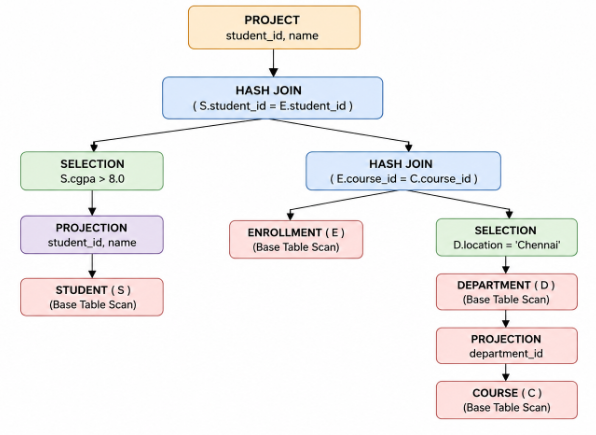 PROJECT
student_id, name
HASH JOIN
( S.student_id = E.student_id )
SELECTION
S.cgpa > 8.0
HASH JOIN
( E.course_id = C.course_id )
PROJECTION
student_id, name
ENROLLMENT ( E )
(Base Table Scan)
SELECTION
D.location = 'Chennai'
STUDENT ( S )
(Base Table Scan)
DEPARTMENT ( D )
(Base Table Scan)
PROJECTION
department_id
COURSE ( C )
(Base Table Scan)